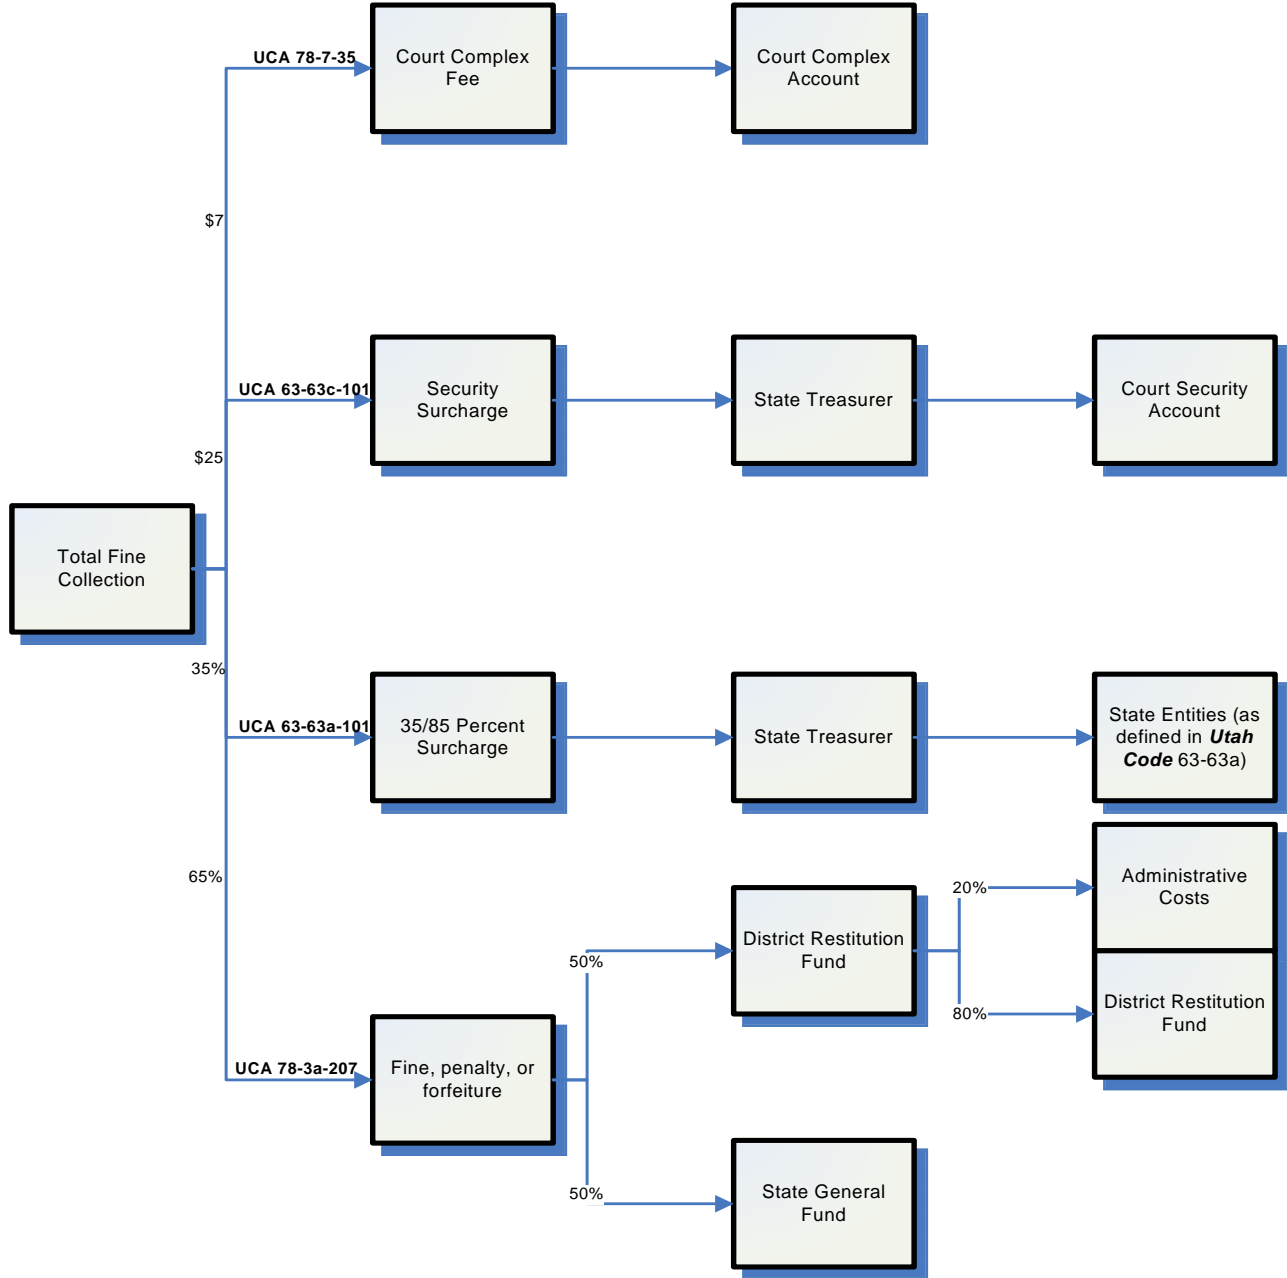 UCA 78-7-35
Court Complex
Fee
Court Complex
Account
$7
UCA 63-63c-101
Security
Surcharge
State Treasurer
Court Security
Account
$25
Total Fine
Collection
35%
UCA 63-63a-101
35/85 Percent
Surcharge
State Treasurer
State Entities (as
defined in Utah
Code 63-63a)
65%
50%
District Restitution
Fund
20%
Administrative
Costs
80%
District Restitution
Fund
UCA 78-3a-207
Fine, penalty, or
forfeiture
50%
State General
Fund